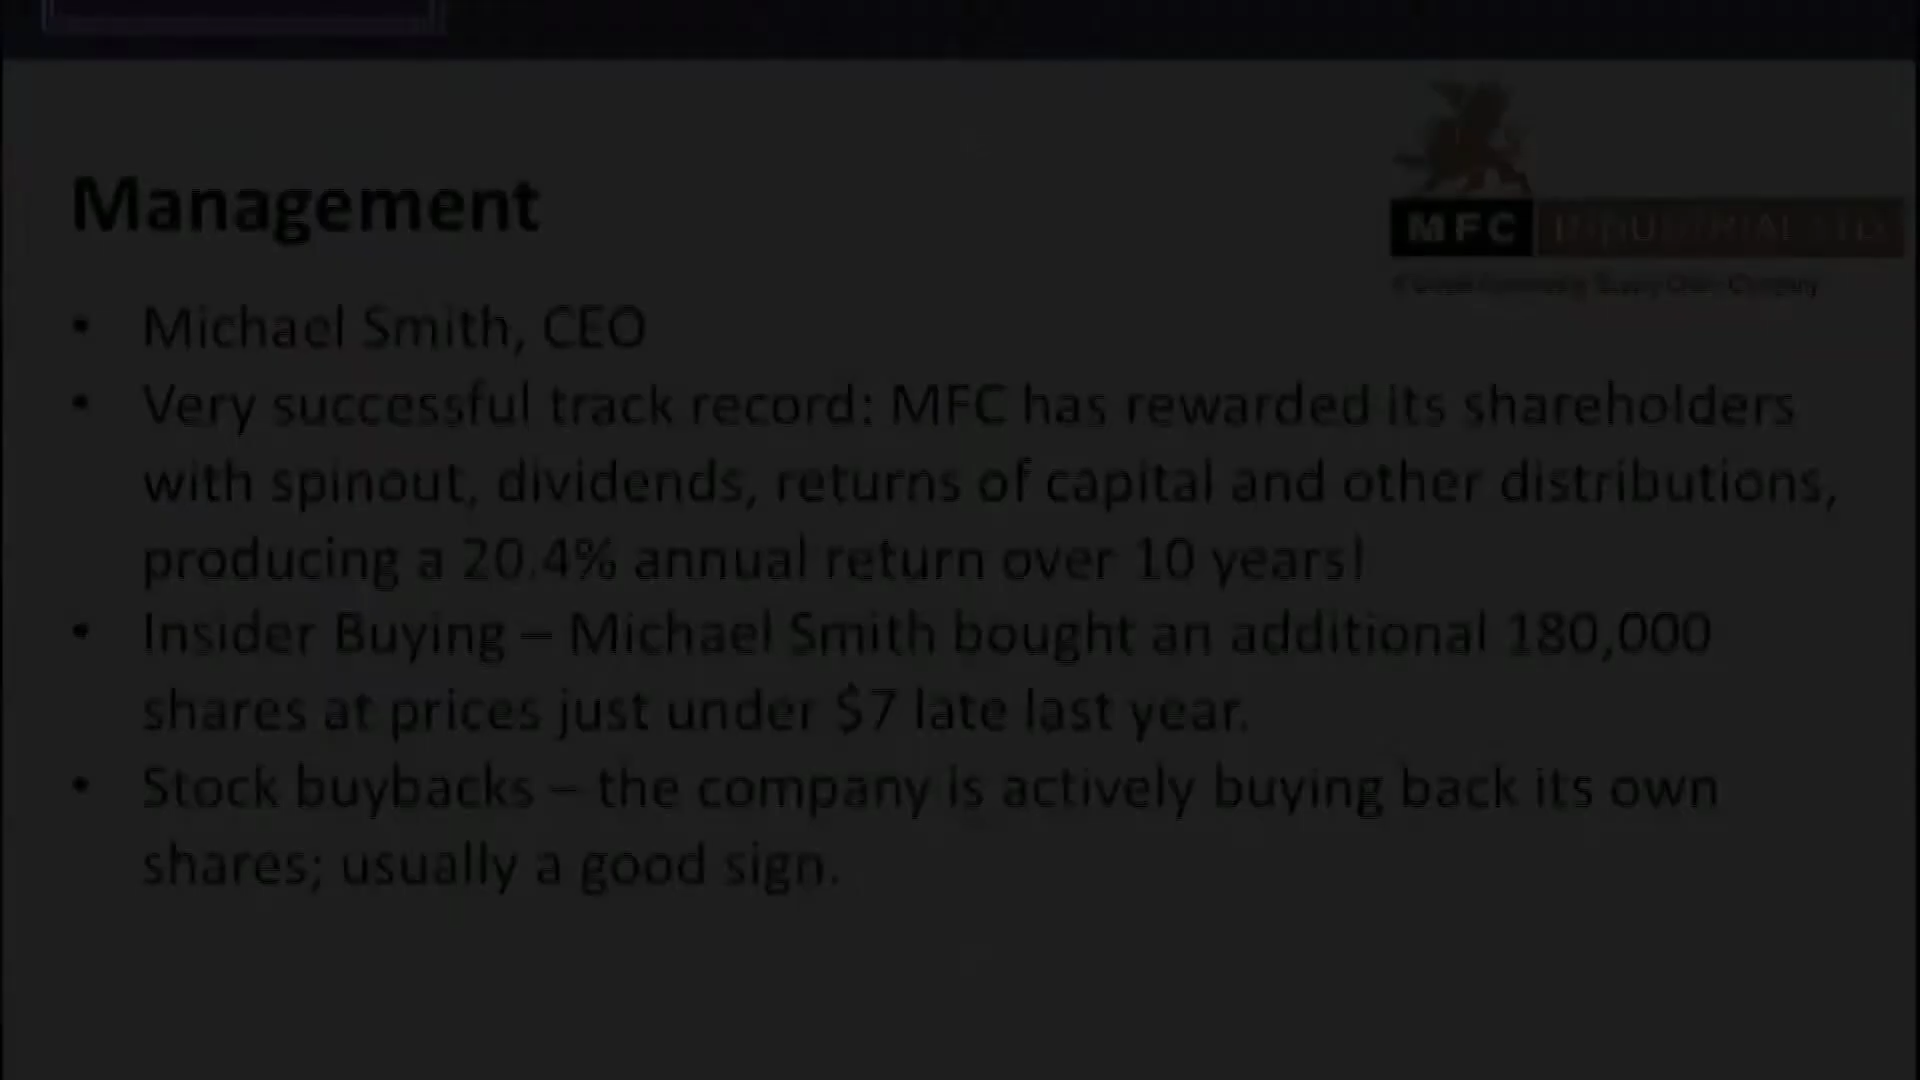 Management
MFC INDUSTRIAL LTD
Michael Smith, CEO
Very successful track record: MFC has rewarded its shareholders
with spinout, dividends, returns of capital and other distributions,
producing a 20.4% annual return over 10 years!
Insider Buying – Michael Smith bought an additional 180,000
shares at prices just under $7 late last year.
Stock buybacks – the company is actively buying back its own
shares; usually a good sign.